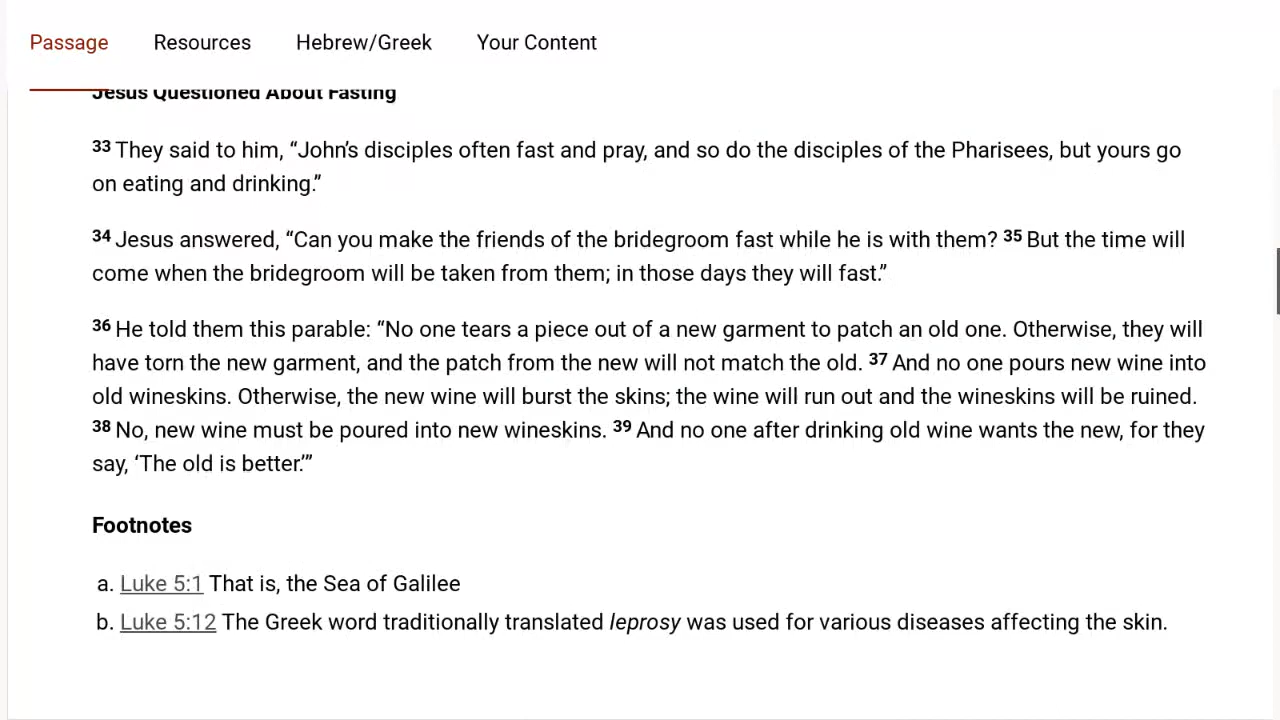 Passage Resources Hebrew/Greek Your Content
Jesus Questioned About Fasting
33 They said to him, “John’s disciples often fast and pray, and so do the disciples of the Pharisees, but yours go
on eating and drinking.”
34 Jesus answered, “Can you make the friends of the bridegroom fast while he is with them? 35 But the time will
come when the bridegroom will be taken from them; in those days they will fast.”
36 He told them this parable: “No one tears a piece out of a new garment to patch an old one. Otherwise, they will
have torn the new garment, and the patch from the new will not match the old. 37 And no one pours new wine into
old wineskins. Otherwise, the new wine will burst the skins; the wine will run out and the wineskins will be ruined.
38 No, new wine must be poured into new wineskins. 39 And no one after drinking old wine wants the new, for they
say, ‘The old is better.’”
Footnotes
a. Luke 5:1 That is, the Sea of Galilee
b. Luke 5:12 The Greek word traditionally translated leprosy was used for various diseases affecting the skin.